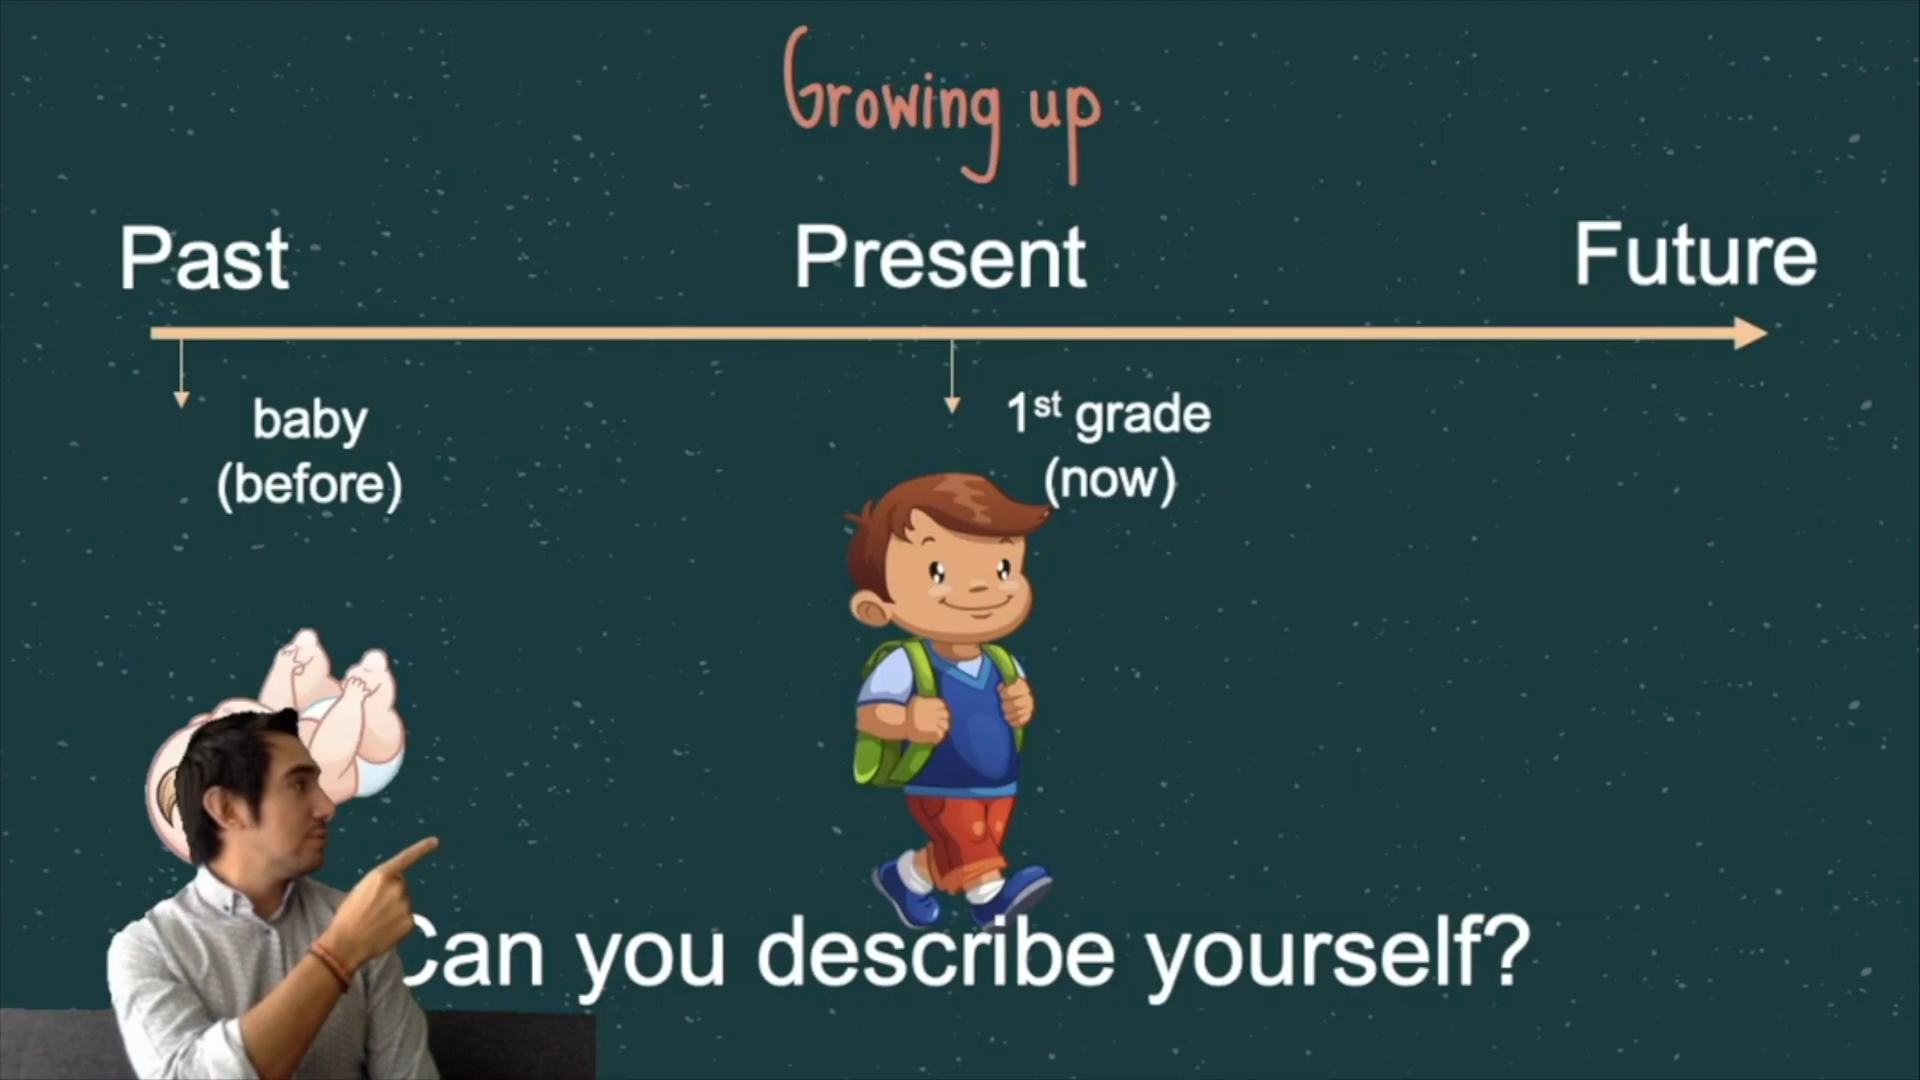 Growing up
Past Present Future
baby
(before)
1st grade
(now)
Can you describe yourself?